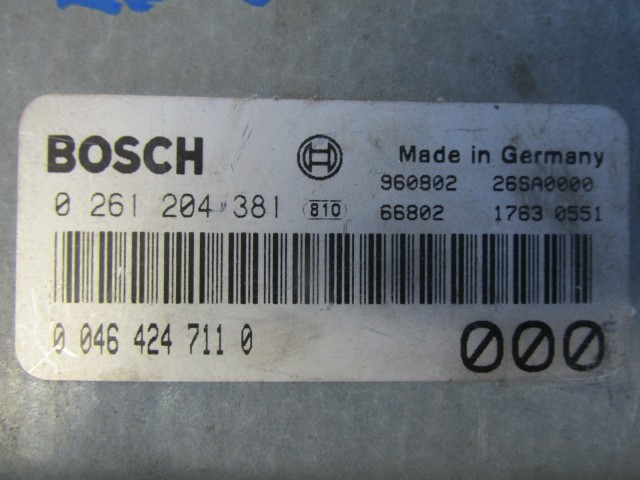 BOSCH Made in Germany
960802 26SA0000
0 261 204 381 810 66802 1763 0551
0 046 424 711 0 000